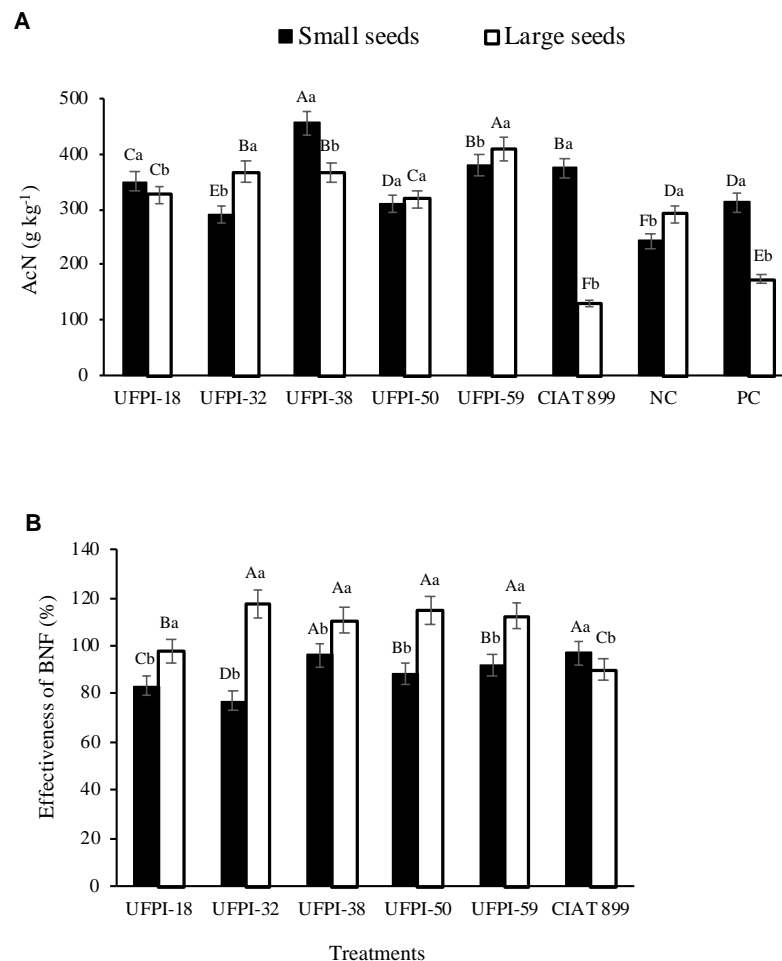 A
Small seeds Large seeds
500
400
300
200
100
0
AcN (g kg-1)
Ca Cb Eb Ba Aa Bb Da Ca Bb Aa Ba Fb Fb Da Da Eb
UFPI-18 UFPI-32 UFPI-38 UFPI-50 UFPI-59 CIAT 899 NC PC
B
140
120
100
80
60
40
20
0
Effectiveness of BNF (%)
Cb Ba Db Aa Ab Aa Bb Aa Bb Aa Aa Cb
UFPI-18 UFPI-32 UFPI-38 UFPI-50 UFPI-59 CIAT 899
Treatments